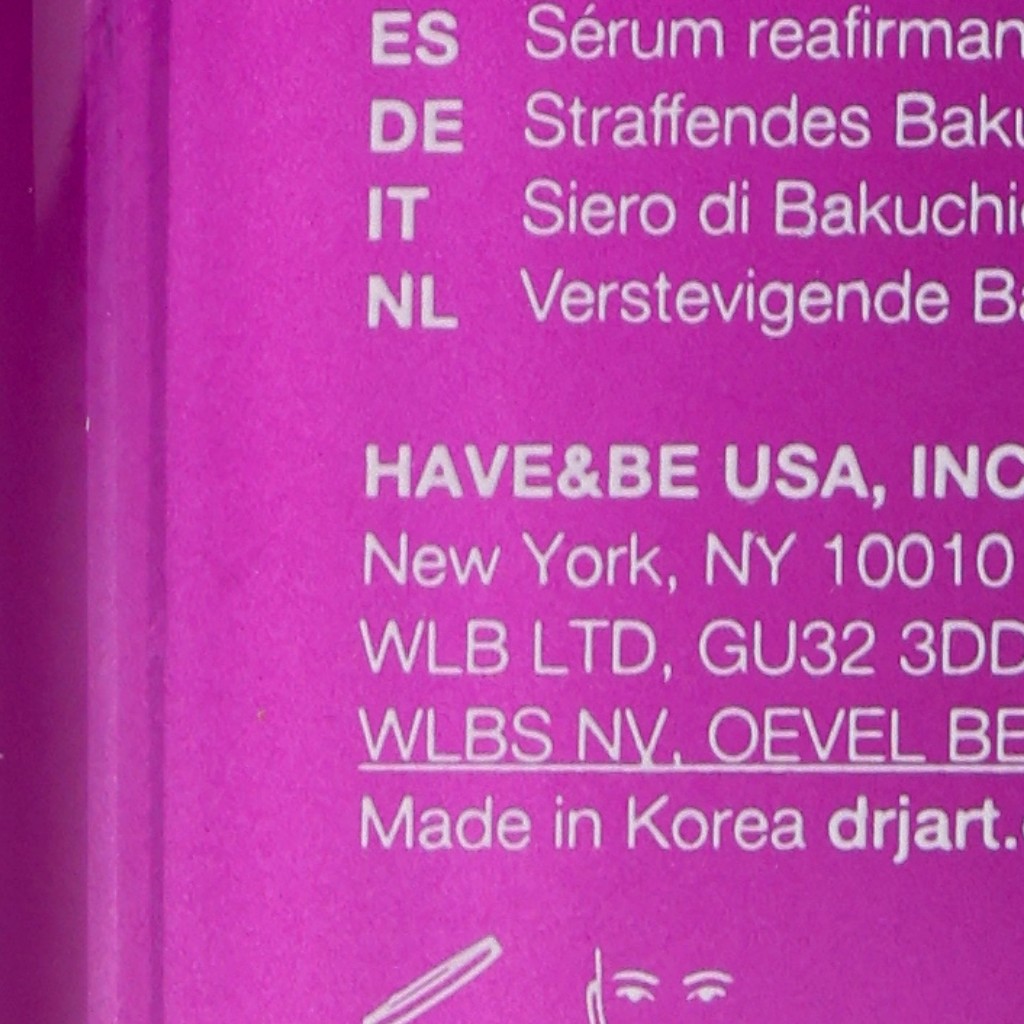 ES Sérum reafirman
DE Straffendes Baku
IT Siero di Bakuchi
NL Verstevigende Ba
HAVE&BE USA, INC
New York, NY 10010
WLB LTD, GU32 3DD
WLBS NV, OEVEL BE
Made in Korea drjart.